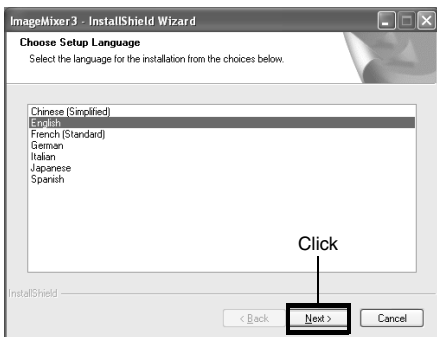 ImageMixer3 - InstallShield Wizard
Choose Setup Language
Select the language for the installation from the choices below.
Chinese (Simplified)
English
French (Standard)
German
Italian
Japanese
Spanish
Click
InstallShield
< Back
Next >
Cancel